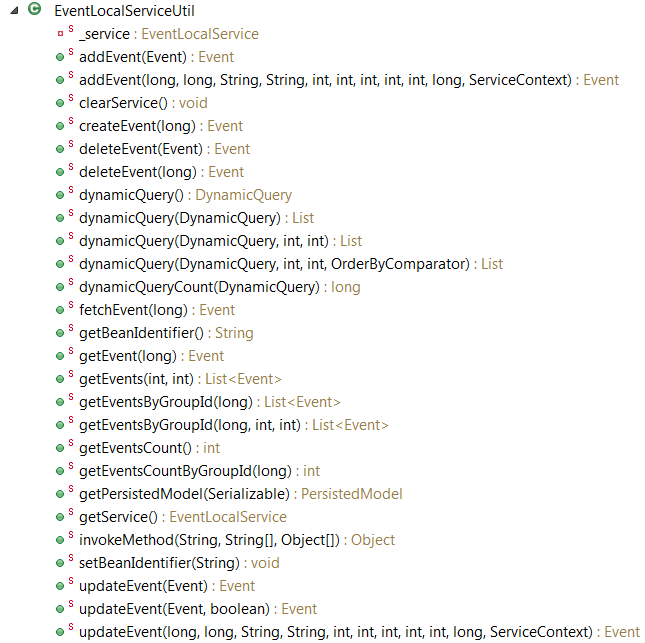 EventLocalServiceUtil
S _service : EventLocalService
S addEvent(Event) : Event
S addEvent(long, long, String, String, int, int, int, int, int, long, ServiceContext) : Event
S clearService() : void
S createEvent(long) : Event
S deleteEvent(Event) : Event
S deleteEvent(long) : Event
S dynamicQuery() : DynamicQuery
S dynamicQuery(DynamicQuery) : List
S dynamicQuery(DynamicQuery, int, int) : List
S dynamicQuery(DynamicQuery, int, int, OrderByComparator) : List
S dynamicQueryCount(DynamicQuery) : long
S fetchEvent(long) : Event
S getBeanIdentifier() : String
S getEvent(long) : Event
S getEvents(int, int) : List<Event>
S getEventsByGroupId(long) : List<Event>
S getEventsByGroupId(long, int, int) : List<Event>
S getEventsCount() : int
S getEventsCountByGroupId(long) : int
S getPersistedModel(Serializable) : PersistedModel
S getService() : EventLocalService
S invokeMethod(String, String[], Object[]) : Object
S setBeanIdentifier(String) : void
S updateEvent(Event) : Event
S updateEvent(Event, boolean) : Event
S updateEvent(long, long, String, String, int, int, int, int, int, long, ServiceContext) : Event